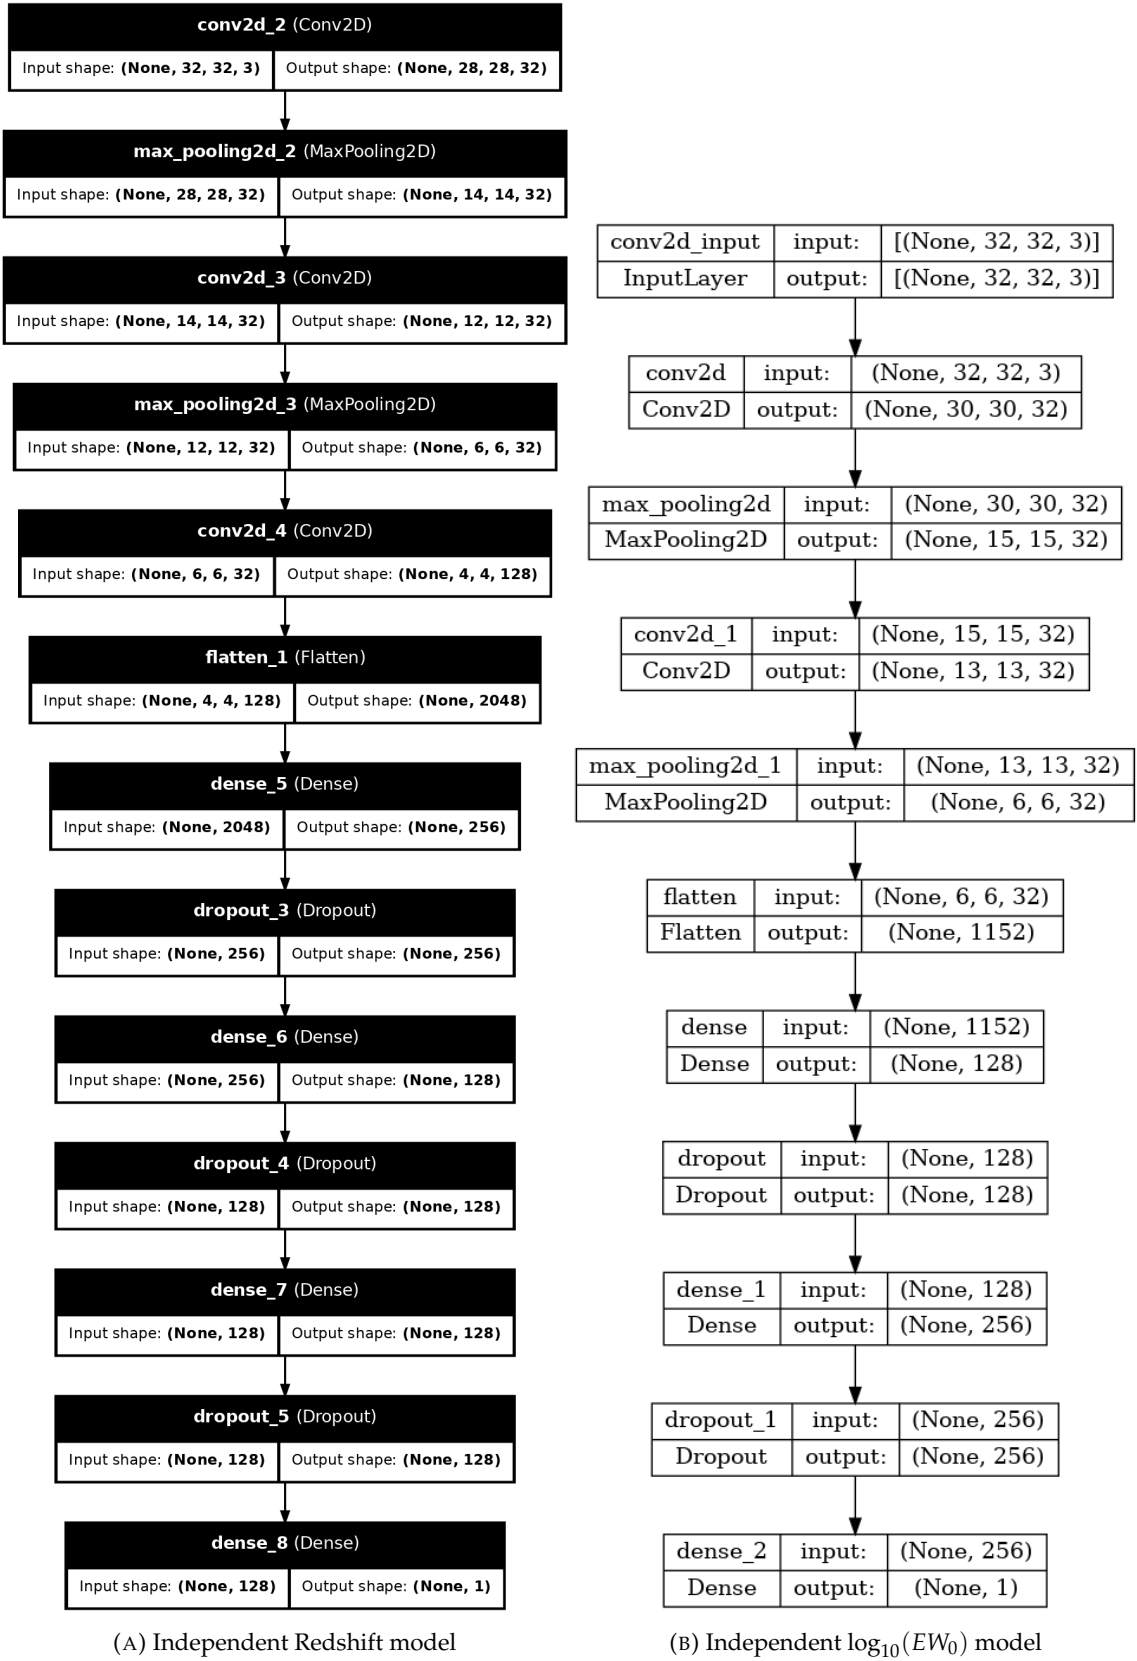 conv2d_2 (Conv2D)
Input shape: (None, 32, 32, 3) Output shape: (None, 28, 28, 32)
max_pooling2d_2 (MaxPooling2D)
Input shape: (None, 28, 28, 32) Output shape: (None, 14, 14, 32)
conv2d_3 (Conv2D)
Input shape: (None, 14, 14, 32) Output shape: (None, 12, 12, 32)
max_pooling2d_3 (MaxPooling2D)
Input shape: (None, 12, 12, 32) Output shape: (None, 6, 6, 32)
conv2d_4 (Conv2D)
Input shape: (None, 6, 6, 32) Output shape: (None, 4, 4, 128)
flatten_1 (Flatten)
Input shape: (None, 4, 4, 128) Output shape: (None, 2048)
dense_5 (Dense)
Input shape: (None, 2048) Output shape: (None, 256)
dropout_3 (Dropout)
Input shape: (None, 256) Output shape: (None, 256)
dense_6 (Dense)
Input shape: (None, 256) Output shape: (None, 128)
dropout_4 (Dropout)
Input shape: (None, 128) Output shape: (None, 128)
dense_7 (Dense)
Input shape: (None, 128) Output shape: (None, 128)
dropout_5 (Dropout)
Input shape: (None, 128) Output shape: (None, 128)
dense_8 (Dense)
Input shape: (None, 128) Output shape: (None, 1)
(A) Independent Redshift model
conv2d_input input: [(None, 32, 32, 3)]
InputLayer output: [(None, 32, 32, 3)]
conv2d input: (None, 32, 32, 3)
Conv2D output: (None, 30, 30, 32)
max_pooling2d input: (None, 30, 30, 32)
MaxPooling2D output: (None, 15, 15, 32)
conv2d_1 input: (None, 15, 15, 32)
Conv2D output: (None, 13, 13, 32)
max_pooling2d_1 input: (None, 13, 13, 32)
MaxPooling2D output: (None, 6, 6, 32)
flatten input: (None, 6, 6, 32)
Flatten output: (None, 1152)
dense input: (None, 1152)
Dense output: (None, 128)
dropout input: (None, 128)
Dropout output: (None, 128)
dense_1 input: (None, 128)
Dense output: (None, 256)
dropout_1 input: (None, 256)
Dropout output: (None, 256)
dense_2 input: (None, 256)
Dense output: (None, 1)
(B) Independent log₁₀(EW₀) model